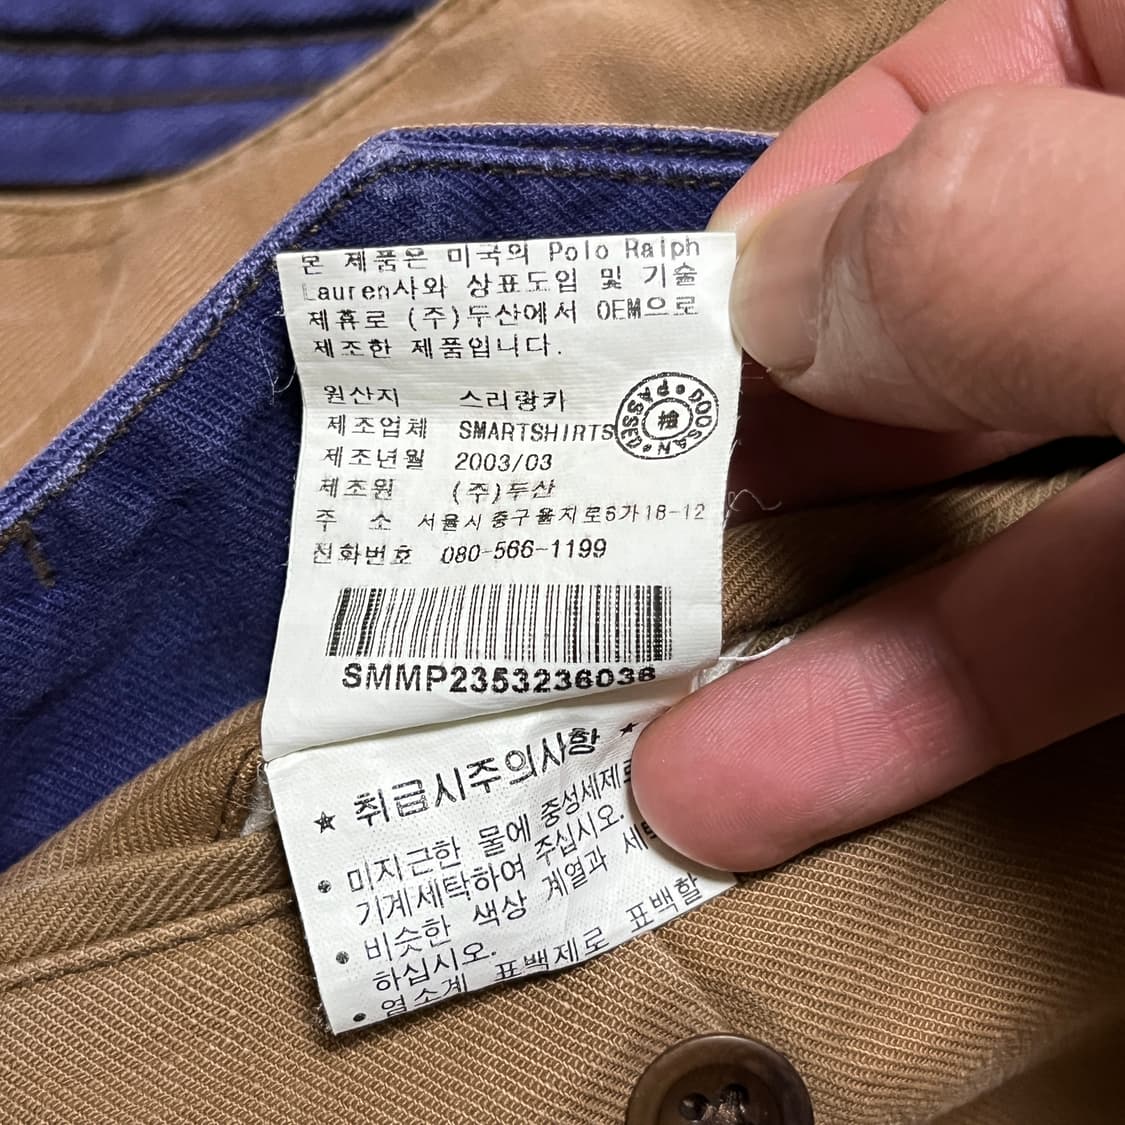 본 제품은 미국의 Polo Ralph
Lauren사와 상표도입 및 기술
제휴로 (주)두산에서 OEM으로
제조한 제품입니다.
원산지 스리랑카
제조업체 SMARTSHIRTS
제조년월 2003/03
제조원 (주)두산
주 소 서울시 중구을지로6가18-12
전화번호 080-566-1199
DOOSAN PASSED
檢
SMMP2353236036
★ 취급시주의사항 ★
• 미지근한 물에 중성세제로
기계세탁하여 주십시오.
• 비슷한 색상 계열과
하십시오.
• 염소계 표백제로 표백할